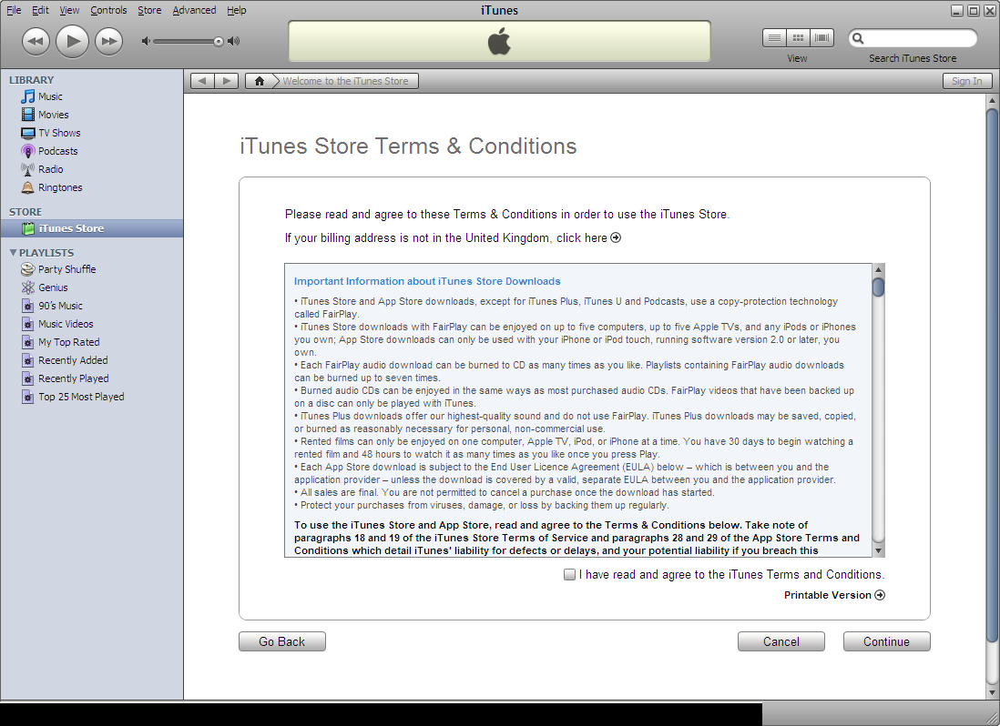 File Edit View Controls Store Advanced Help
iTunes
View
Search iTunes Store
LIBRARY
Music
Movies
TV Shows
Podcasts
Radio
Ringtones
STORE
iTunes Store
PLAYLISTS
Party Shuffle
Genius
90's Music
Music Videos
My Top Rated
Recently Added
Recently Played
Top 25 Most Played
Welcome to the iTunes Store
Sign In
iTunes Store Terms & Conditions
Please read and agree to these Terms & Conditions in order to use the iTunes Store.
If your billing address is not in the United Kingdom, click here
Important Information about iTunes Store Downloads
• iTunes Store and App Store downloads, except for iTunes Plus, iTunes U and Podcasts, use a copy-protection technology
called FairPlay.
• iTunes Store downloads with FairPlay can be enjoyed on up to five computers, up to five Apple TVs, and any iPods or iPhones
you own; App Store downloads can only be used with your iPhone or iPod touch, running software version 2.0 or later, you
own.
• Each FairPlay audio download can be burned to CD as many times as you like. Playlists containing FairPlay audio downloads
can be burned up to seven times.
• Burned audio CDs can be enjoyed in the same ways as most purchased audio CDs. FairPlay videos that have been backed up
on a disc can only be played with iTunes.
• iTunes Plus downloads offer our highest-quality sound and do not use FairPlay. iTunes Plus downloads may be saved, copied,
or burned as reasonably necessary for personal, non-commercial use.
• Rented films can only be enjoyed on one computer, Apple TV, iPod, or iPhone at a time. You have 30 days to begin watching a
rented film and 48 hours to watch it as many times as you like once you press Play.
• Each App Store download is subject to the End User Licence Agreement (EULA) below – which is between you and the
application provider – unless the download is covered by a valid, separate EULA between you and the application provider.
• All sales are final. You are not permitted to cancel a purchase once the download has started.
• Protect your purchases from viruses, damage, or loss by backing them up regularly.
To use the iTunes Store and App Store, read and agree to the Terms & Conditions below. Take note of
paragraphs 18 and 19 of the iTunes Store Terms of Service and paragraphs 28 and 29 of the App Store Terms and
Conditions which detail iTunes' liability for defects or delays, and your potential liability if you breach this
I have read and agree to the iTunes Terms and Conditions.
Printable Version
Go Back
Cancel
Continue